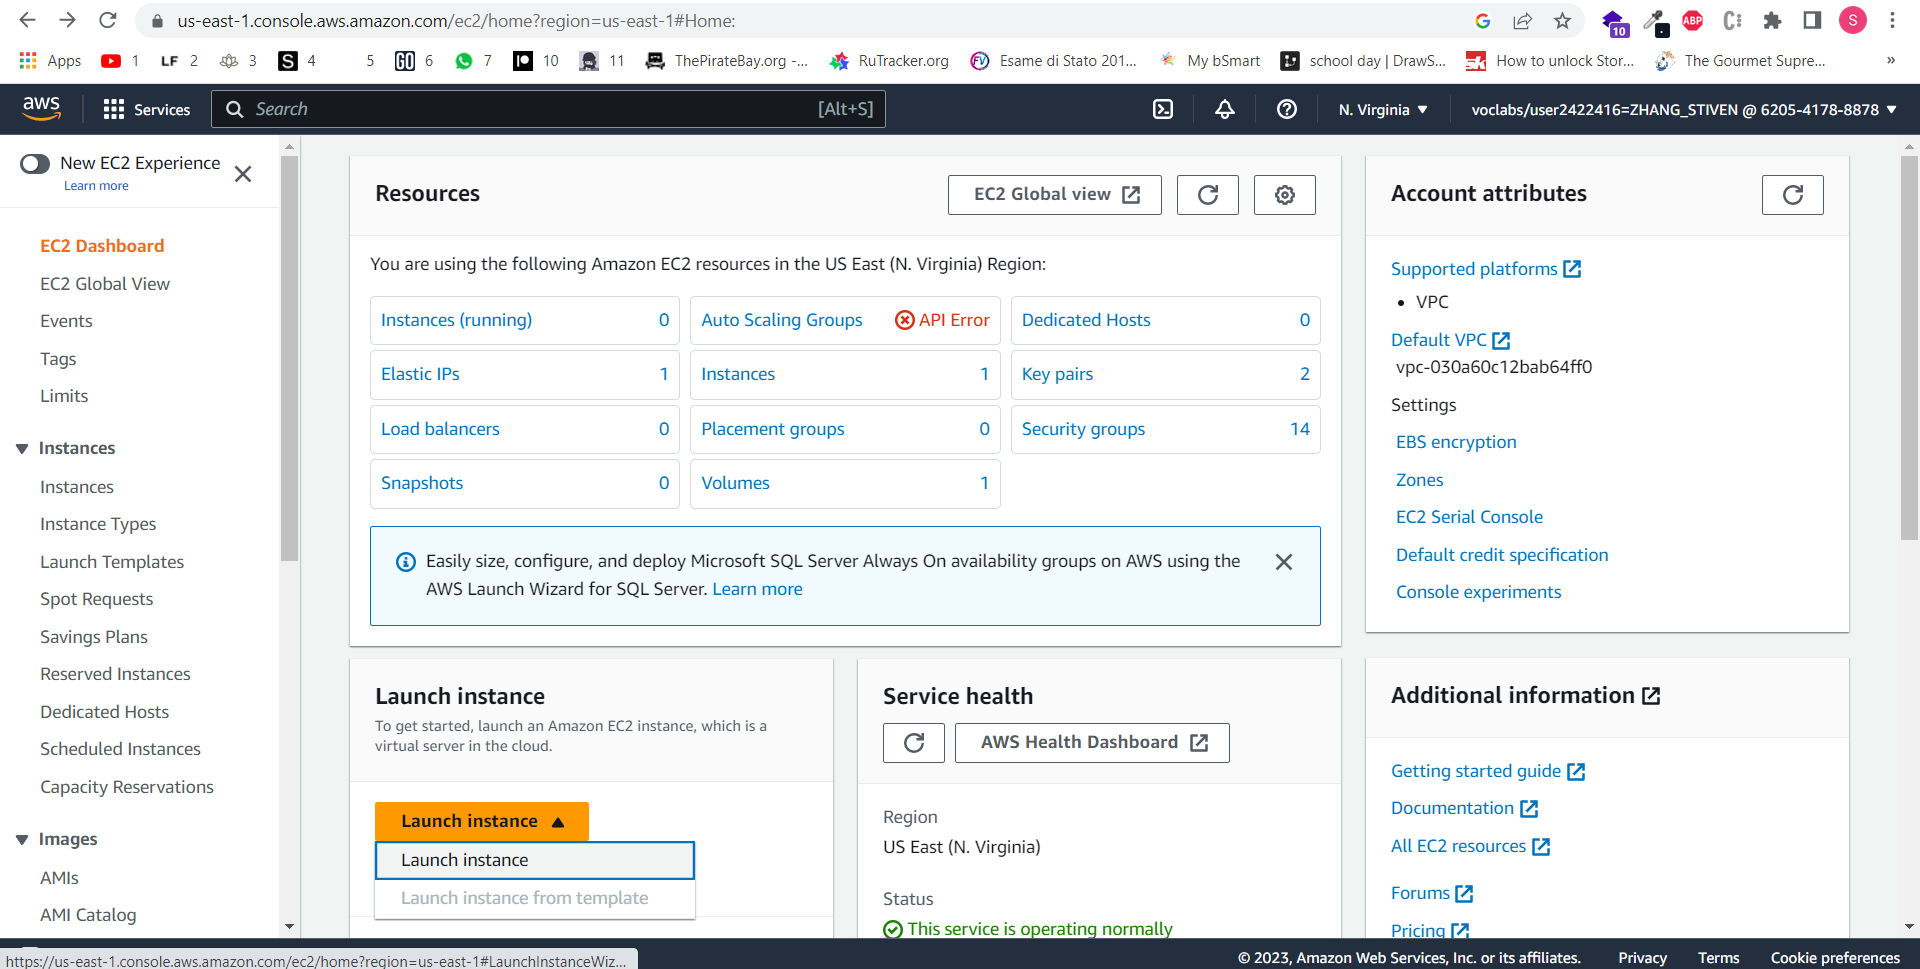 us-east-1.console.aws.amazon.com/ec2/home?region=us-east-1#Home:
10
ABP
S
Apps
1
LF 2
3
S 4
5
GO 6
7
10
11
ThePirateBay.org -...
RuTracker.org
FV Esame di Stato 201...
My bSmart
school day | DrawS...
How to unlock Stor...
The Gourmet Supre...
»
aws
Services
Search
[Alt+S]
N. Virginia
voclabs/user2422416=ZHANG_STIVEN @ 6205-4178-8878
New EC2 Experience
Learn more
EC2 Dashboard
EC2 Global View
Events
Tags
Limits
Instances
Instances
Instance Types
Launch Templates
Spot Requests
Savings Plans
Reserved Instances
Dedicated Hosts
Scheduled Instances
Capacity Reservations
Images
AMIs
AMI Catalog
Resources
EC2 Global view
You are using the following Amazon EC2 resources in the US East (N. Virginia) Region:
Instances (running) 0
Auto Scaling Groups API Error
Dedicated Hosts 0
Elastic IPs 1
Instances 1
Key pairs 2
Load balancers 0
Placement groups 0
Security groups 14
Snapshots 0
Volumes 1
Easily size, configure, and deploy Microsoft SQL Server Always On availability groups on AWS using the
AWS Launch Wizard for SQL Server. Learn more
Launch instance
To get started, launch an Amazon EC2 instance, which is a
virtual server in the cloud.
Launch instance
Launch instance
Launch instance from template
Service health
AWS Health Dashboard
Region
US East (N. Virginia)
Status
This service is operating normally
Account attributes
Supported platforms
• VPC
Default VPC
vpc-030a60c12bab64ff0
Settings
EBS encryption
Zones
EC2 Serial Console
Default credit specification
Console experiments
Additional information
Getting started guide
Documentation
All EC2 resources
Forums
Pricing
https://us-east-1.console.aws.amazon.com/ec2/home?region=us-east-1#LaunchInstanceWiz...
© 2023, Amazon Web Services, Inc. or its affiliates.
Privacy
Terms
Cookie preferences